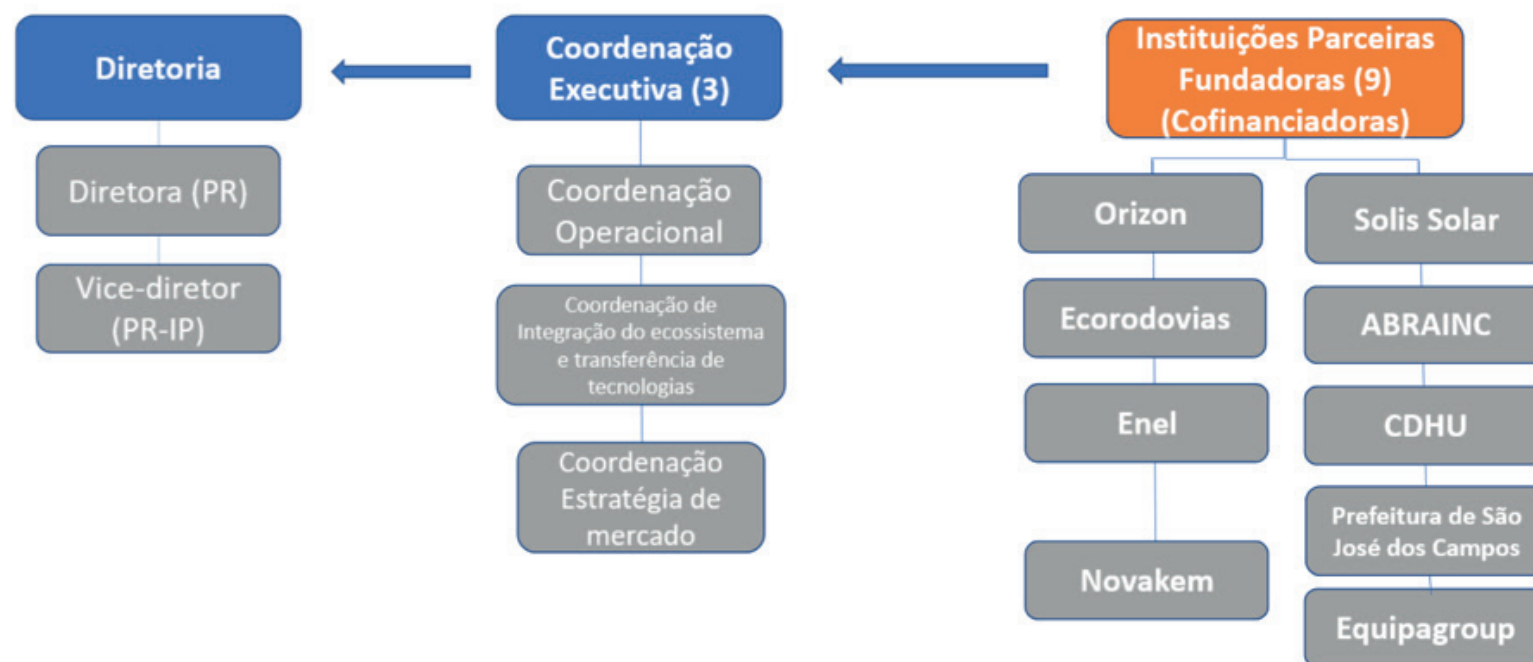 Diretoria
Diretora (PR)
Vice-diretor
(PR-IP)
Coordenação
Executiva (3)
Coordenação
Operacional
Coordenação de
Integração do ecossistema
e transferência de
tecnologias
Coordenação
Estratégia de
mercado
Instituições Parceiras
Fundadoras (9)
(Cofinanciadoras)
Orizon
Ecorodovias
Enel
Novakem
Solis Solar
ABRAINC
CDHU
Prefeitura de São
José dos Campos
Equipagroup